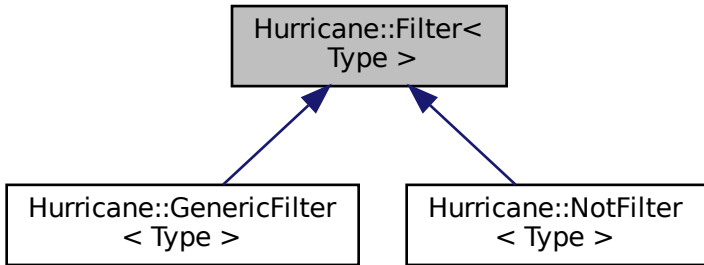 Hurricane::Filter<
Type >
Hurricane::GenericFilter
< Type >
Hurricane::NotFilter
< Type >